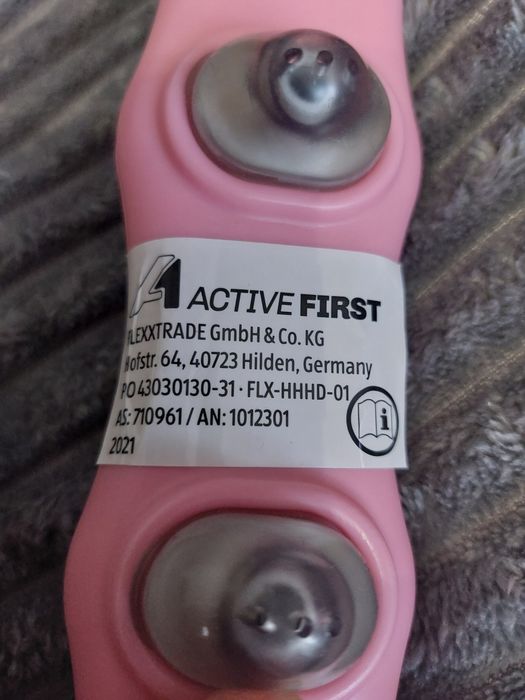 A1 ACTIVE FIRST
FLEXXTRADE GmbH & Co. KG
Hofstr. 64, 40723 Hilden, Germany
PO 43030130-31 · FLX-HHHD-01
AS: 710961 / AN: 1012301
2021
i